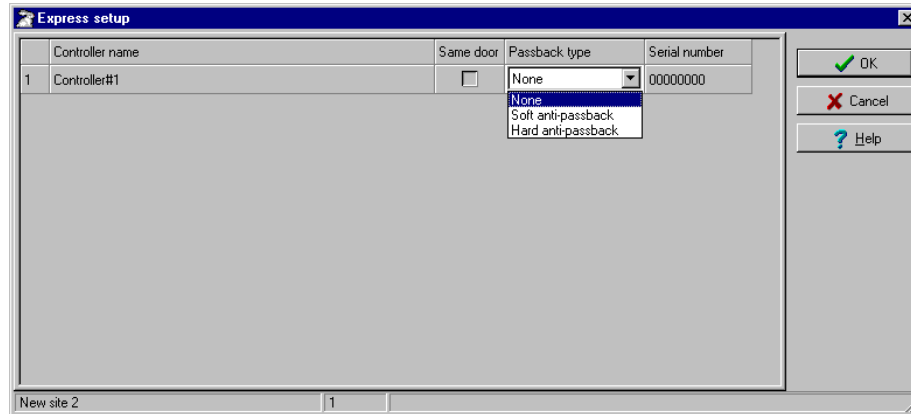 Express setup
Controller name Same door Passback type Serial number
1 Controller#1 None 00000000
None
Soft anti-passback
Hard anti-passback
OK
Cancel
Help
New site 2 1